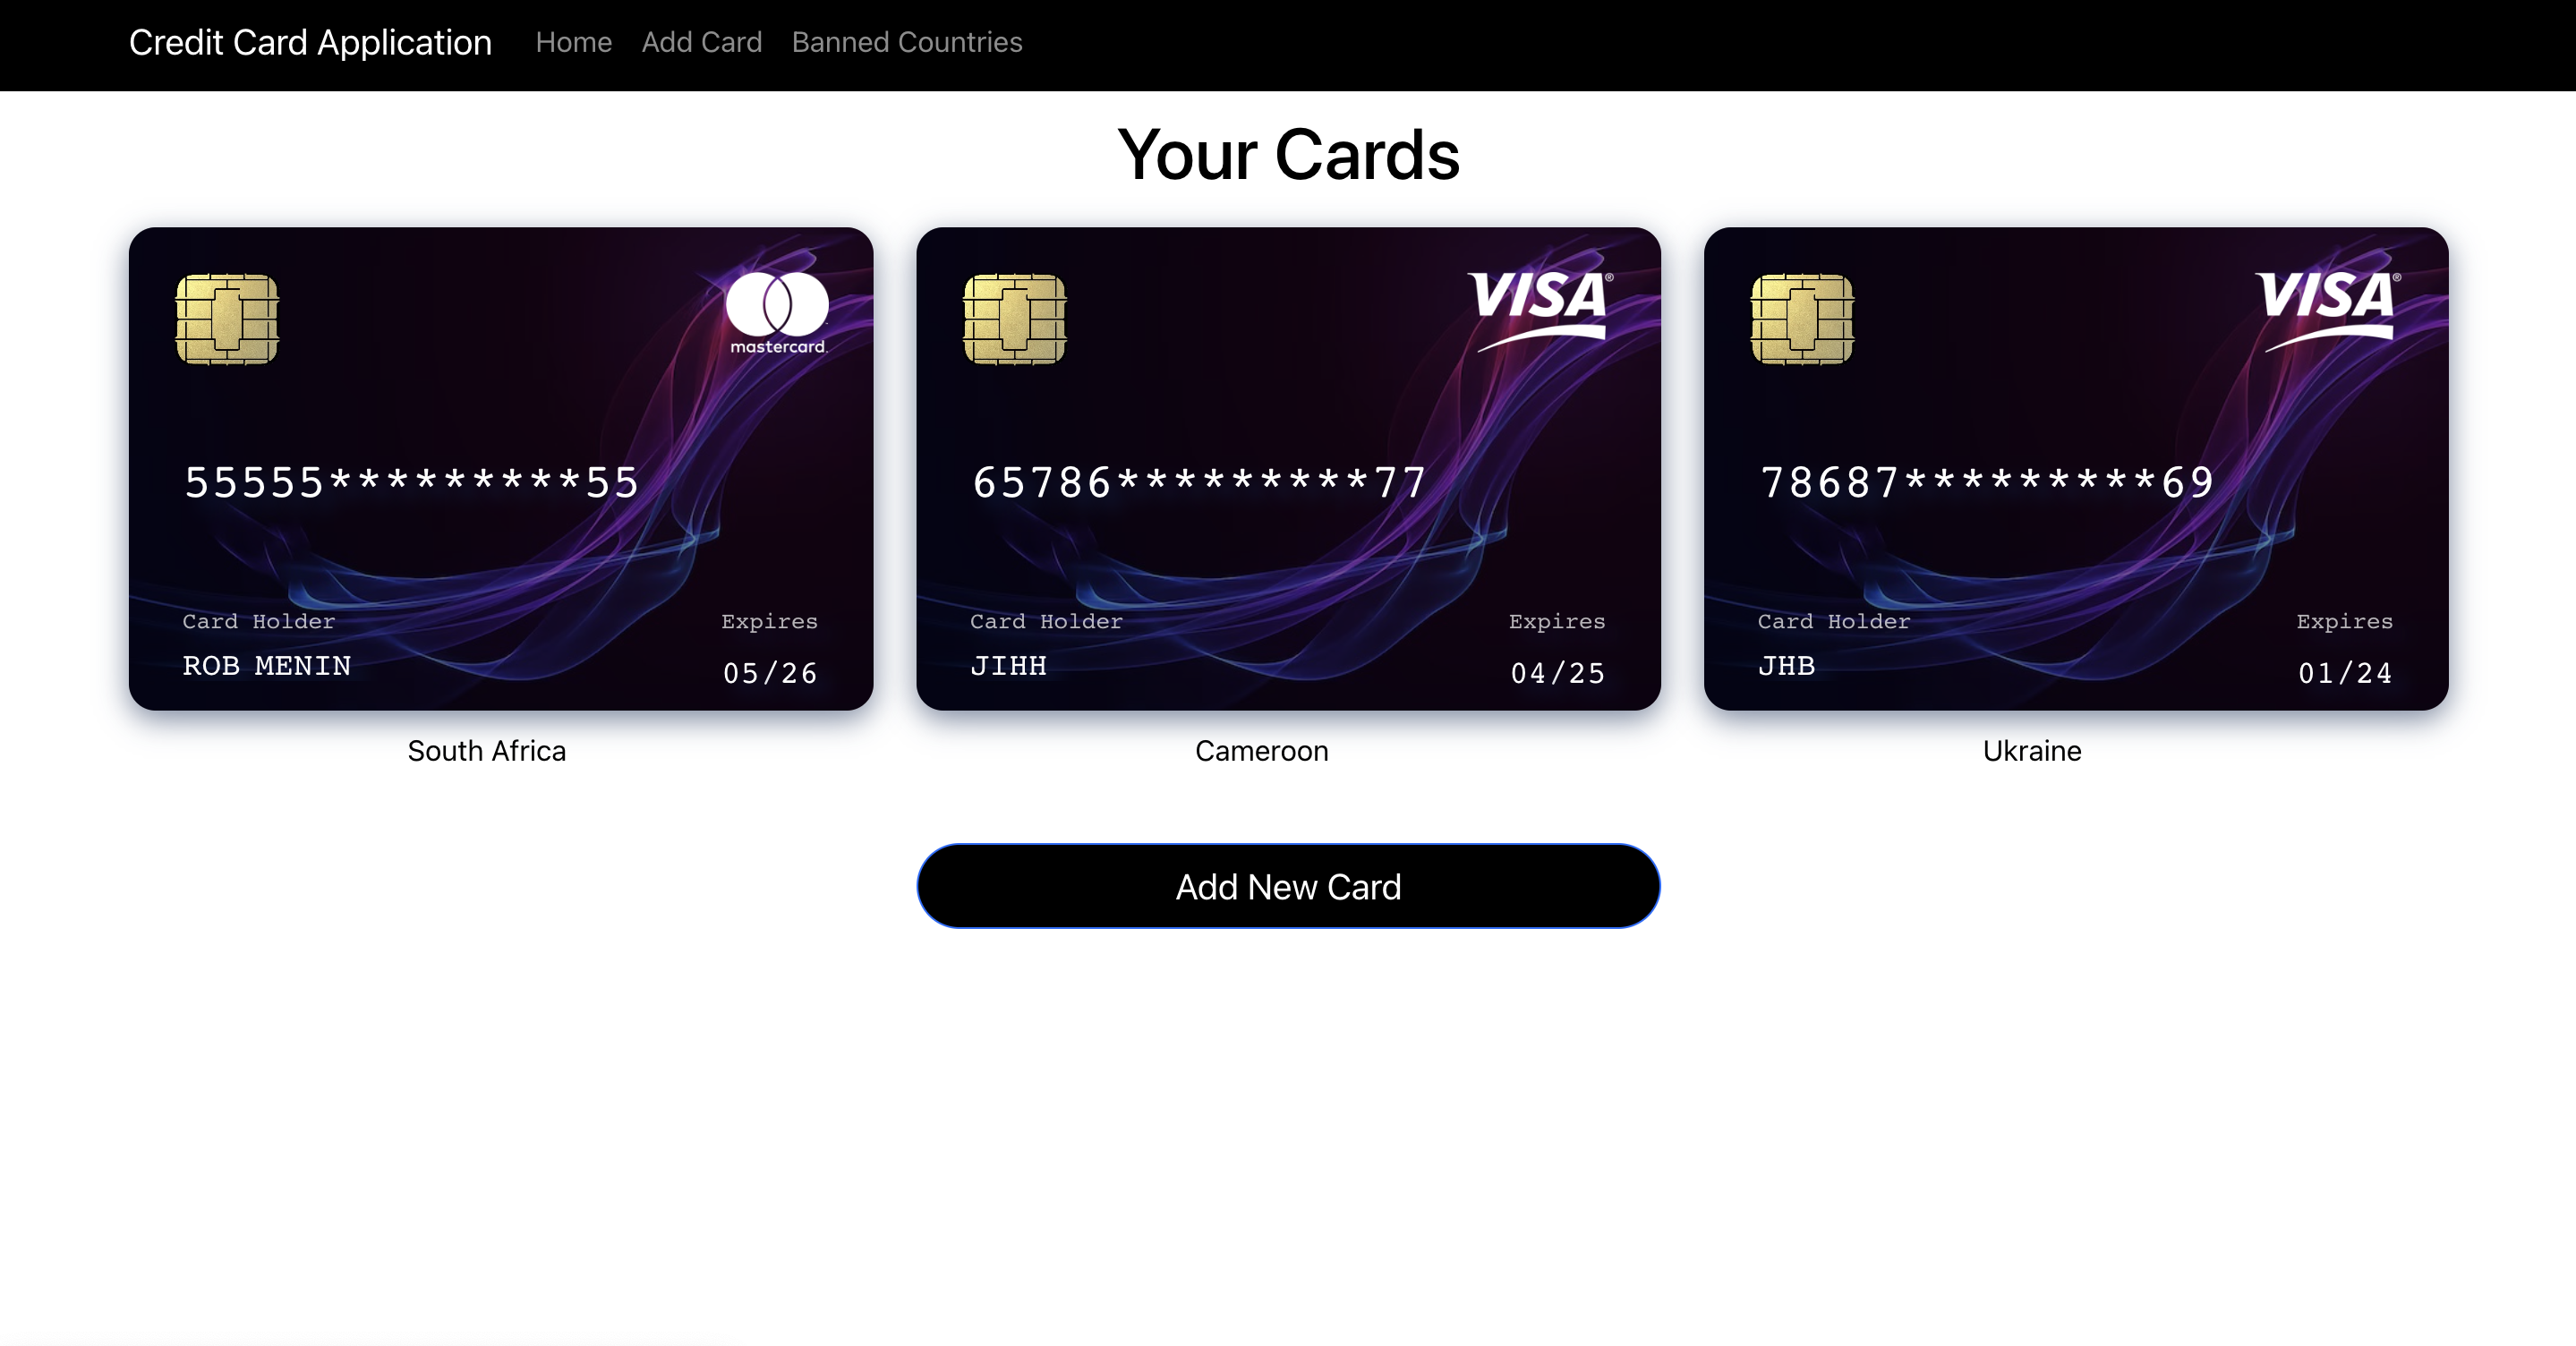 Credit Card Application Home Add Card Banned Countries
Your Cards
mastercard.
55555*********55
Card Holder Expires
ROB MENIN 05/26
South Africa
VISA®
65786*********77
Card Holder Expires
JIHH 04/25
Cameroon
VISA®
78687*********69
Card Holder Expires
JHB 01/24
Ukraine
Add New Card